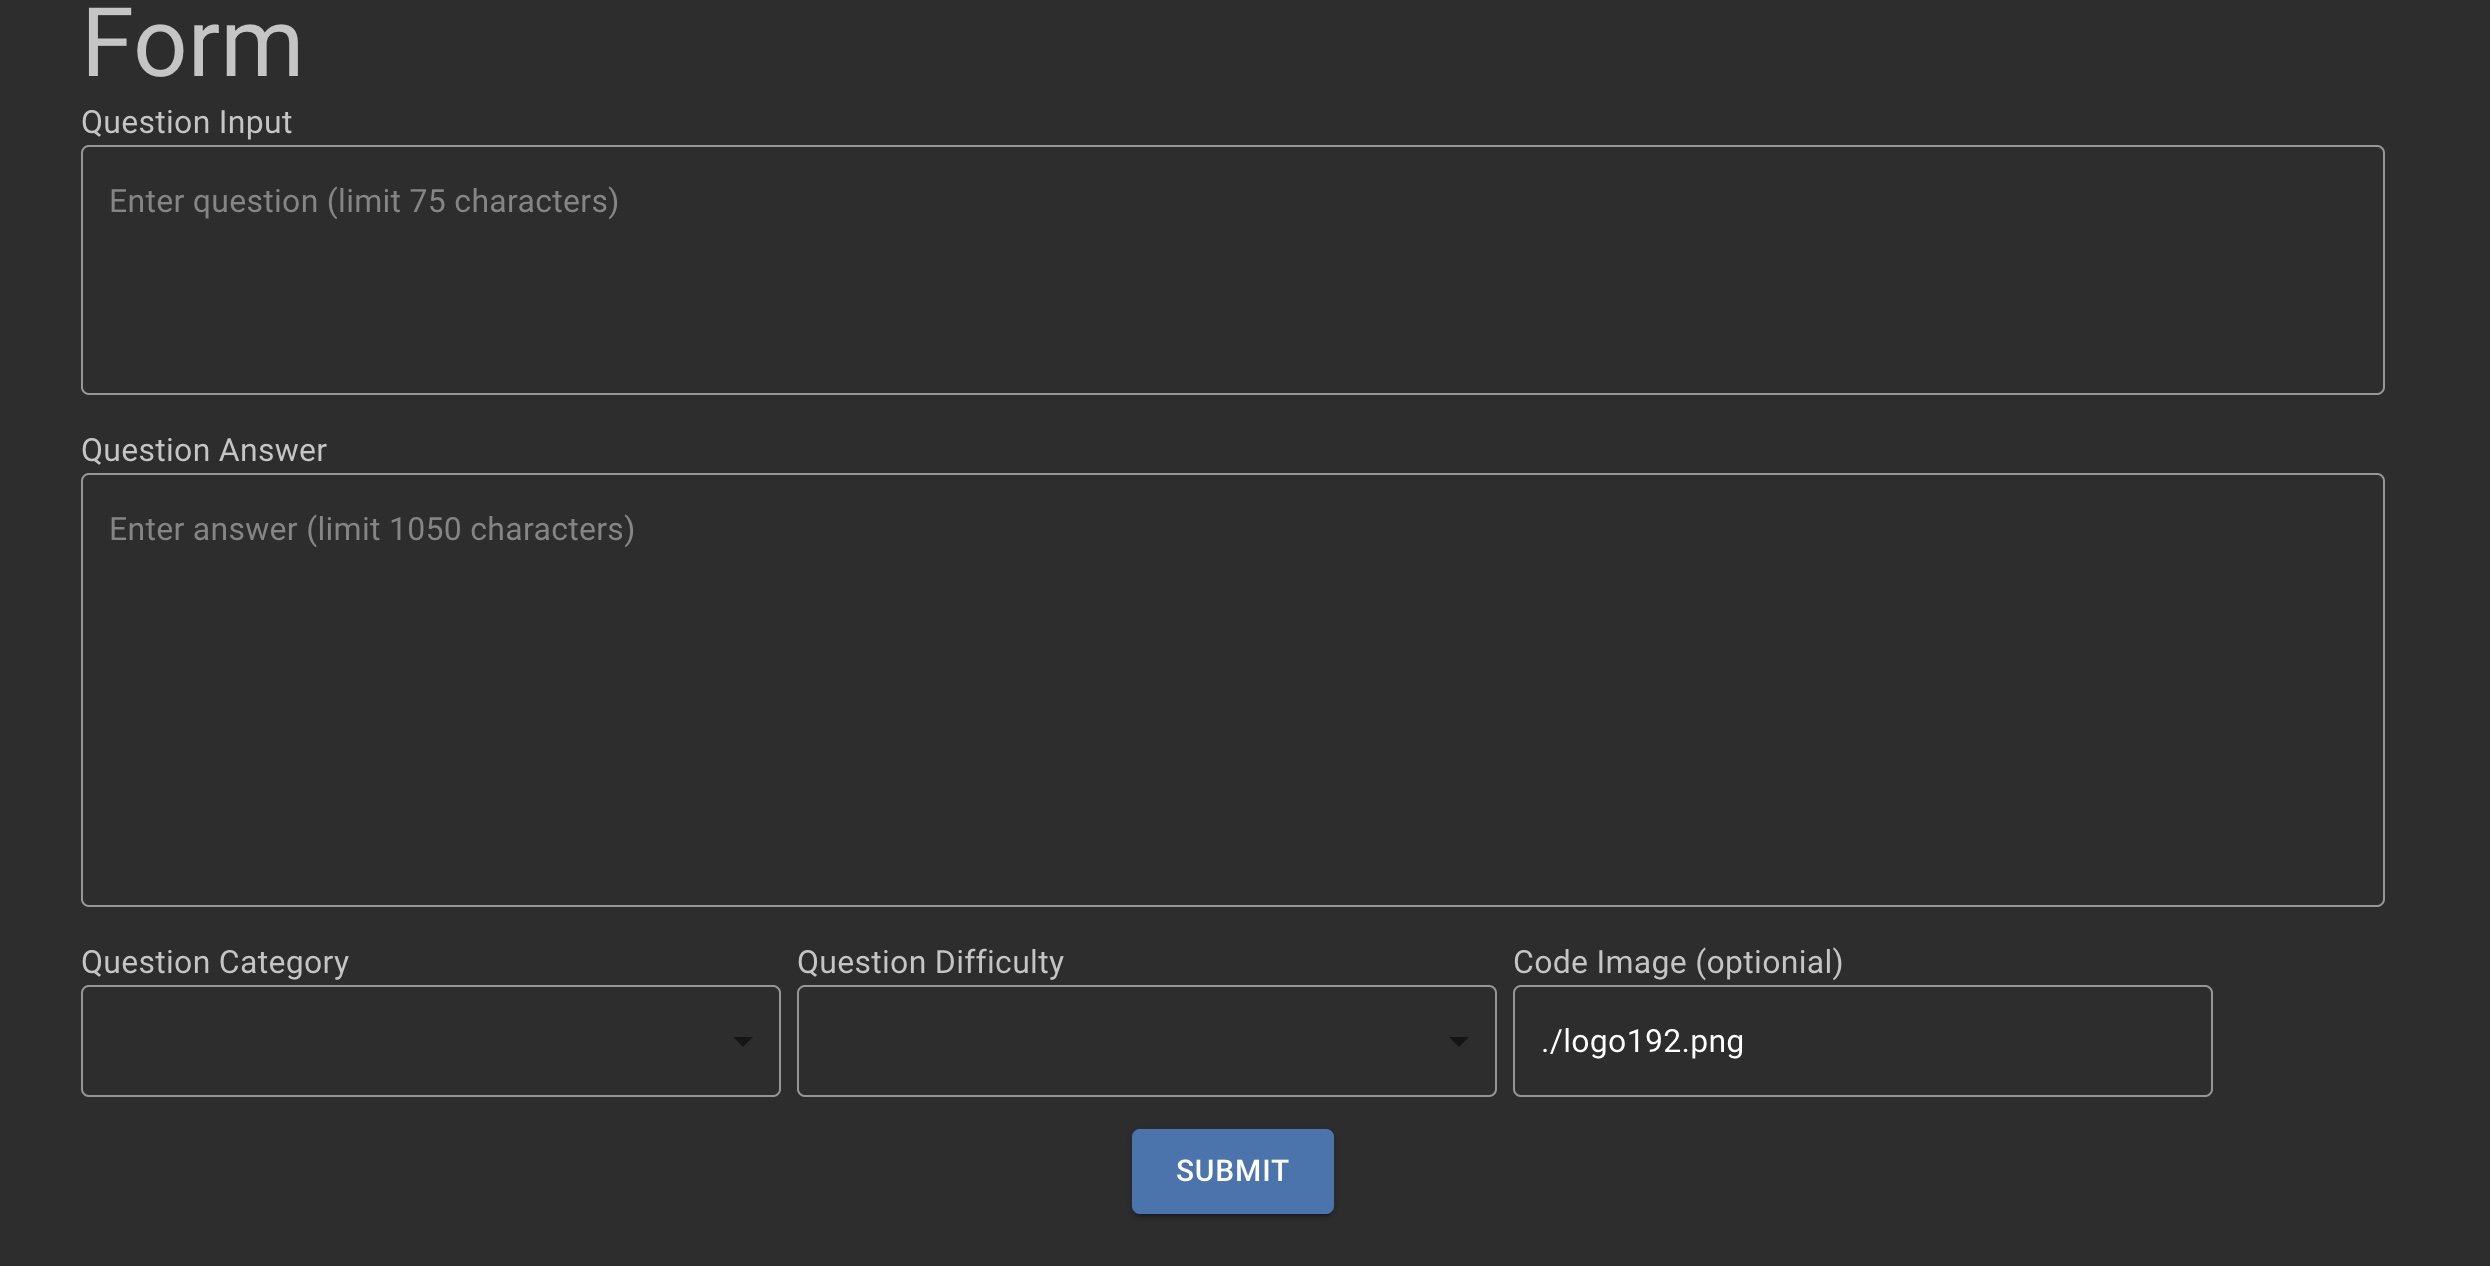 Form
Question Input
Enter question (limit 75 characters)
Question Answer
Enter answer (limit 1050 characters)
Question Category
Question Difficulty
Code Image (optionial)
./logo192.png
SUBMIT